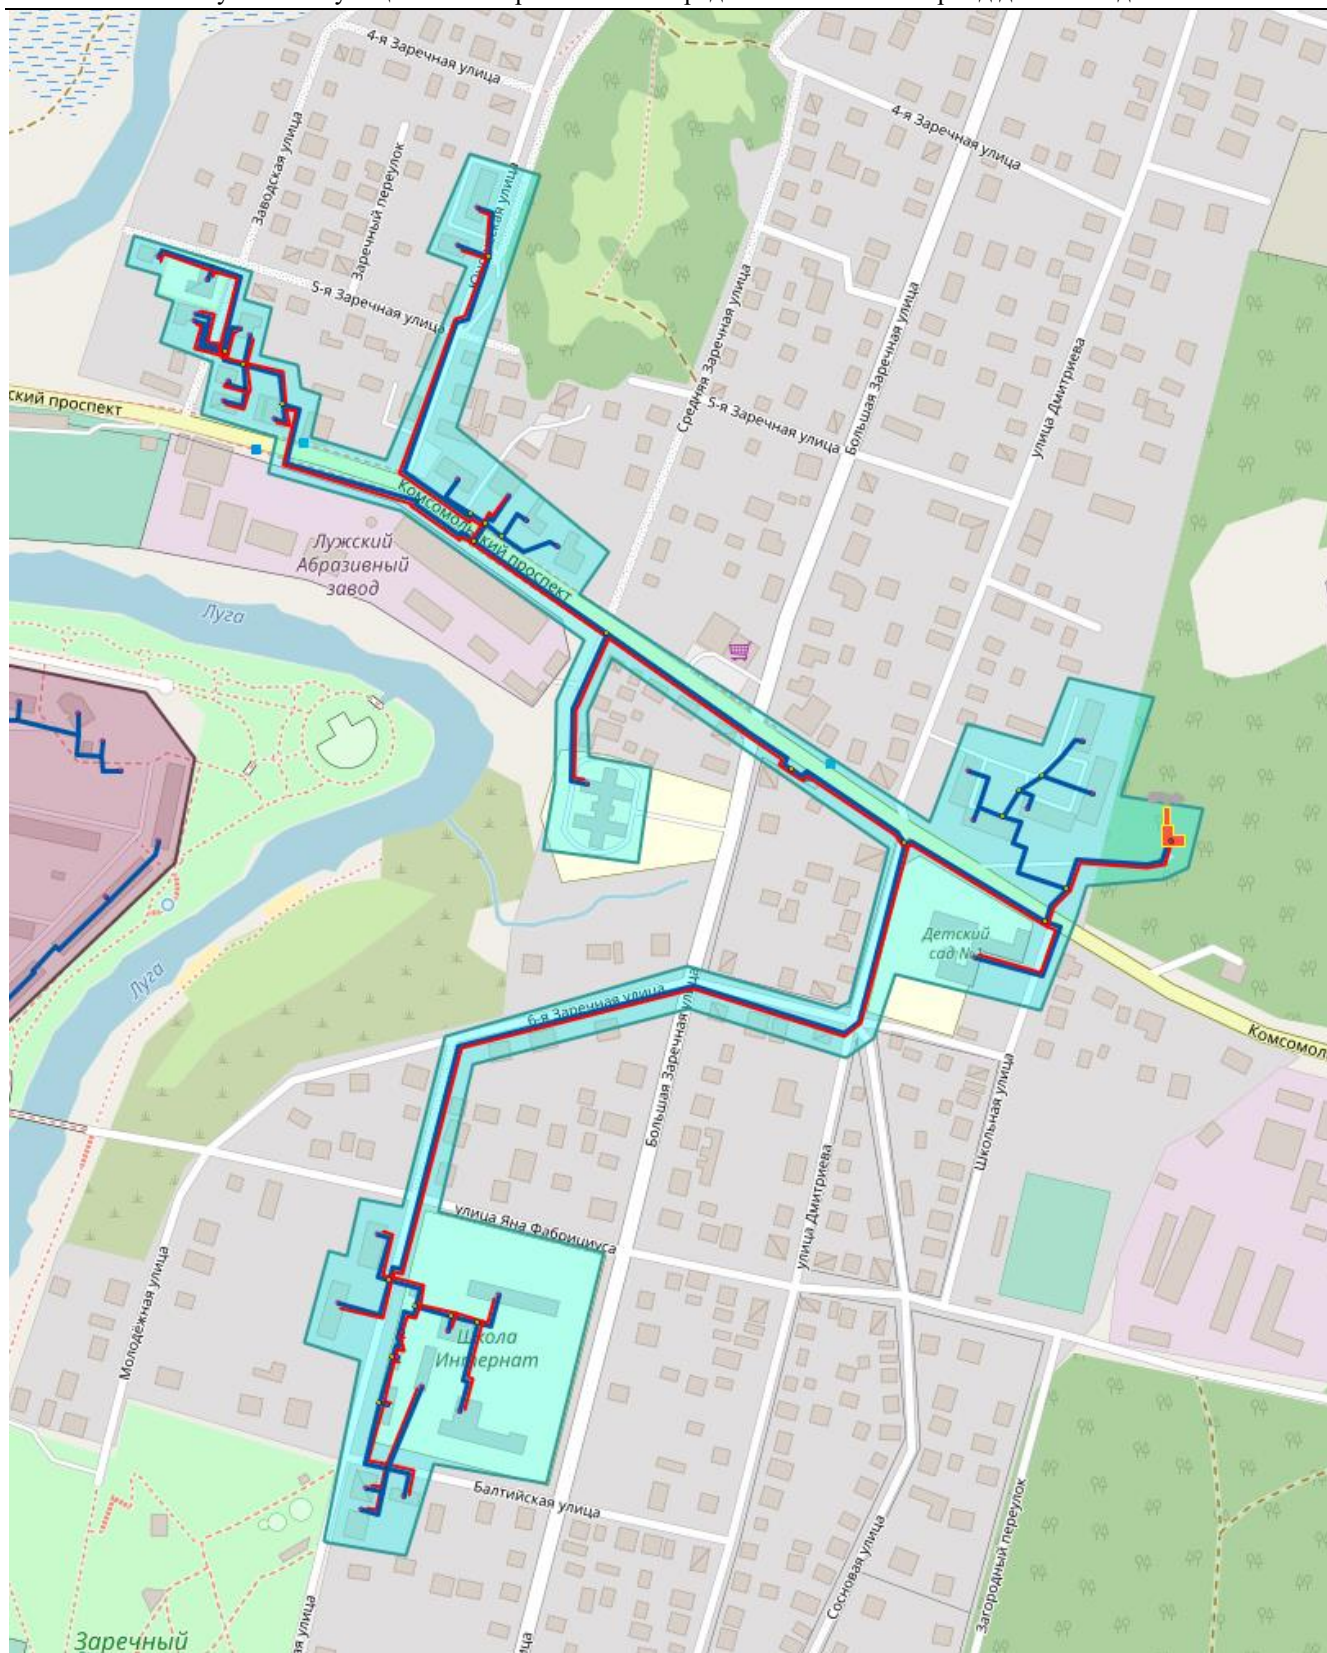 4-я Заречная улица
4-я Заречная улица
Заводская улица
Заречный переулок
5-я Заречная улица
Средняя Заречная улица
Большая Заречная улица
улица Дмитриева
5-я Заречная улица
ский проспект
Комсомольский проспект
Лужский
Абразивный
завод
Луга
Детский
сад №1
Луга
6-я Заречная улица
Комсомол
Большая Заречная улица
Школьная улица
улица Дмитриева
улица Яна Фабрициуса
Молодёжная улица
Школа
Интернат
Балтийская улица
Сосновая улица
Загородный переулок
Заречный
ая улица
ица